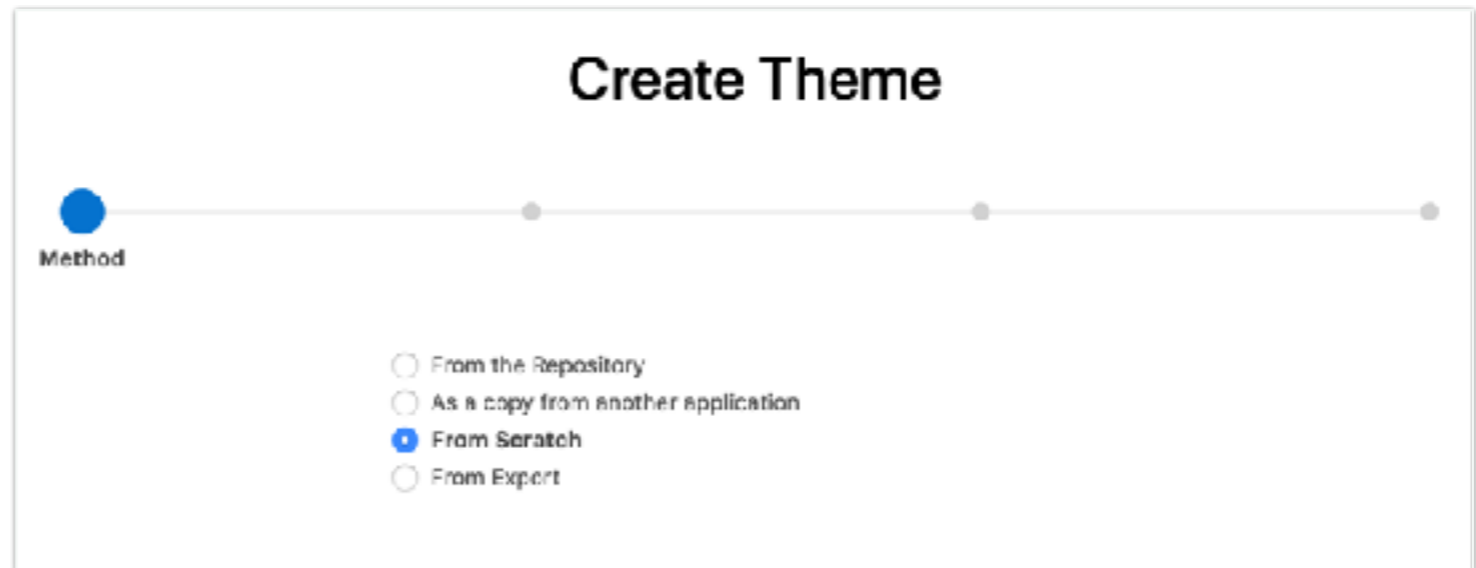 Create Theme
Method
From the Repository
As a copy from another application
From Scratch
From Export